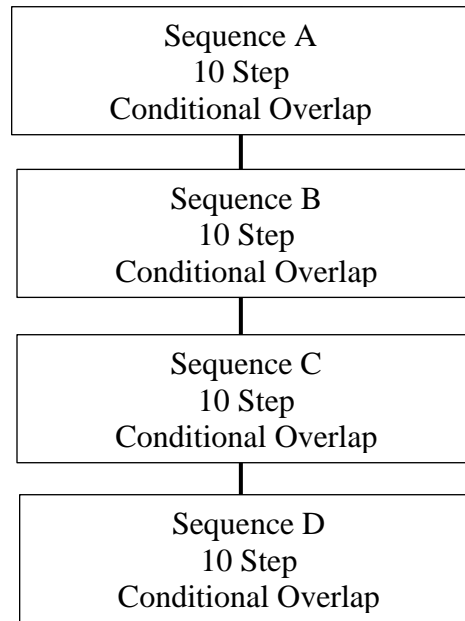 Sequence A
10 Step
Conditional Overlap
Sequence B
10 Step
Conditional Overlap
Sequence C
10 Step
Conditional Overlap
Sequence D
10 Step
Conditional Overlap